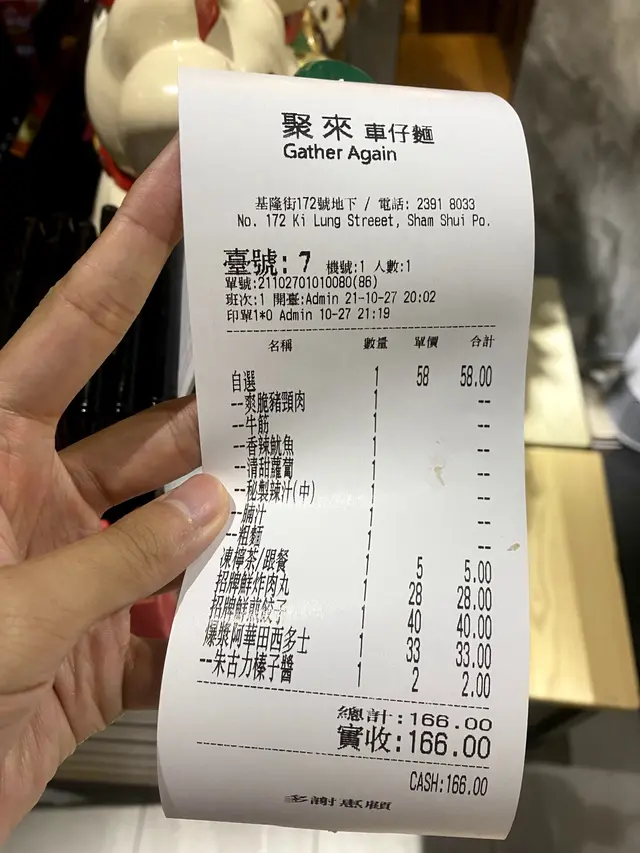 聚來 車仔麵
Gather Again
基隆街172號地下 / 電話: 2391 8033
No. 172 Ki Lung Streeet, Sham Shui Po.
臺號: 7 機號:1 人數:1
單號:21102701010080(86)
班次:1 開臺:Admin 21-10-27 20:02
印單1*0 Admin 10-27 21:19
名稱 數量 單價 合計
自選 1 58 58.00
--爽脆豬頸肉 1 --
--牛筋 1 --
--香辣魷魚 1 --
--清甜蘿蔔 1 --
--秘製辣汁(中) 1 --
--腩汁 1 --
--粗麵 1 --
凍檸茶/跟餐 1 5 5.00
招牌鮮炸肉丸 1 28 28.00
招牌鮮煎餃子 1 40 40.00
爆漿阿華田西多士 1 33 33.00
--朱古力榛子醬 1 2 2.00
總計:166.00
實收:166.00
CASH:166.00
多謝惠顧